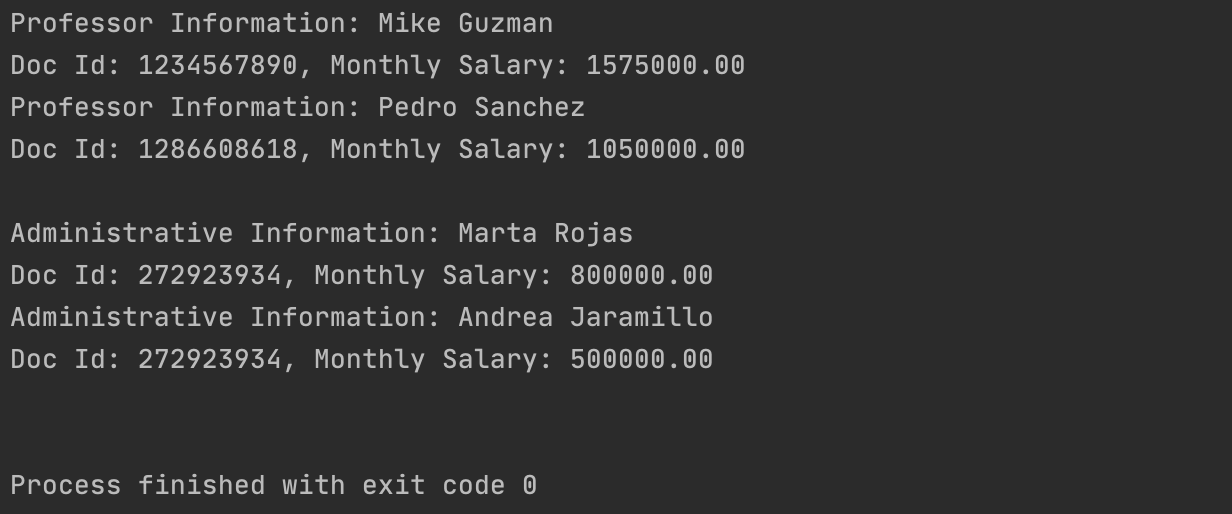 Professor Information: Mike Guzman
Doc Id: 1234567890, Monthly Salary: 1575000.00
Professor Information: Pedro Sanchez
Doc Id: 1286608618, Monthly Salary: 1050000.00
Administrative Information: Marta Rojas
Doc Id: 272923934, Monthly Salary: 800000.00
Administrative Information: Andrea Jaramillo
Doc Id: 272923934, Monthly Salary: 500000.00
Process finished with exit code 0